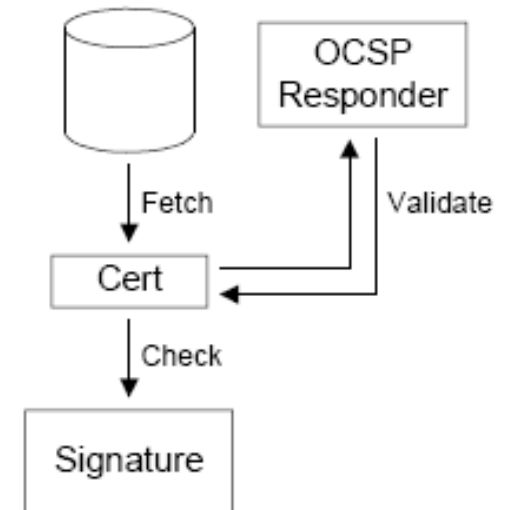 OCSP
Responder
Fetch
Validate
Cert
Check
Signature